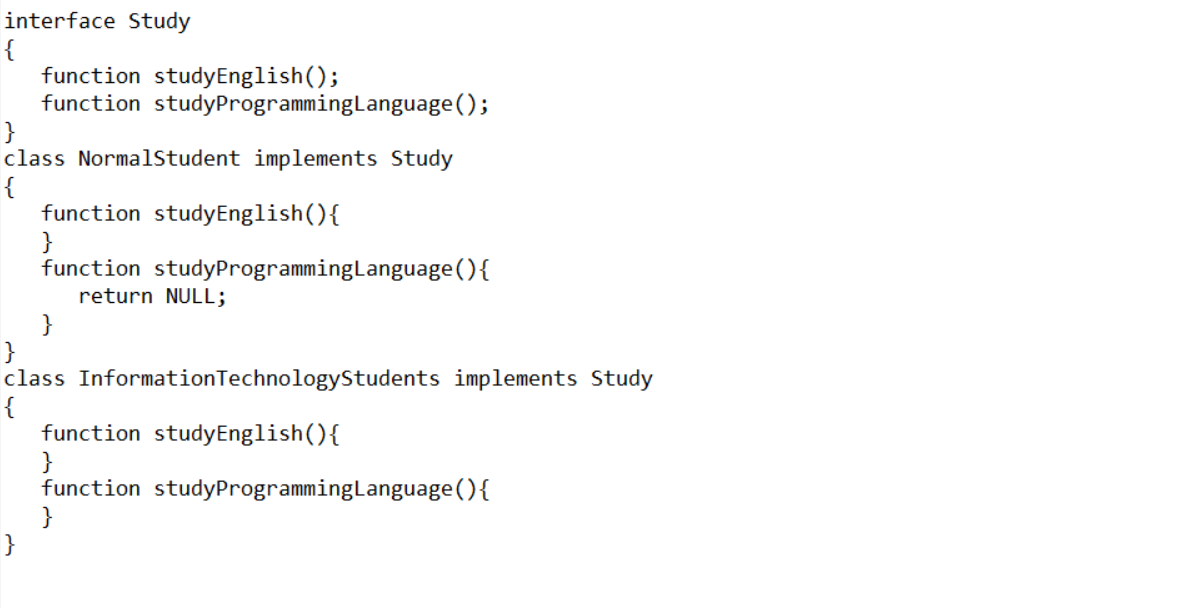 interface Study
{
function studyEnglish();
function studyProgrammingLanguage();
}
class NormalStudent implements Study
{
function studyEnglish(){
}
function studyProgrammingLanguage(){
return NULL;
}
}
class InformationTechnologyStudents implements Study
{
function studyEnglish(){
}
function studyProgrammingLanguage(){
}
}